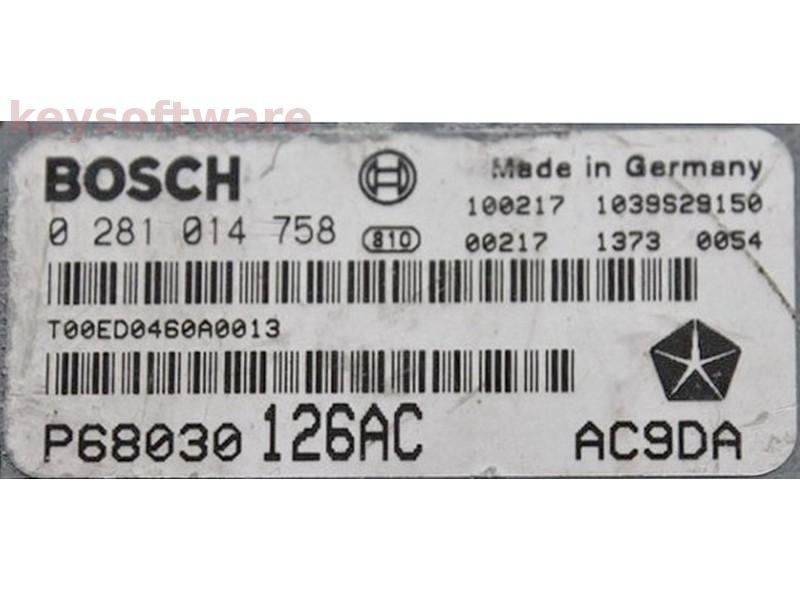 keysoftware
BOSCH
Made in Germany
0 281 014 758
810
100217 1039S29150
00217 1373 0054
T00ED0460A0013
P68030 126AC
AC9DA